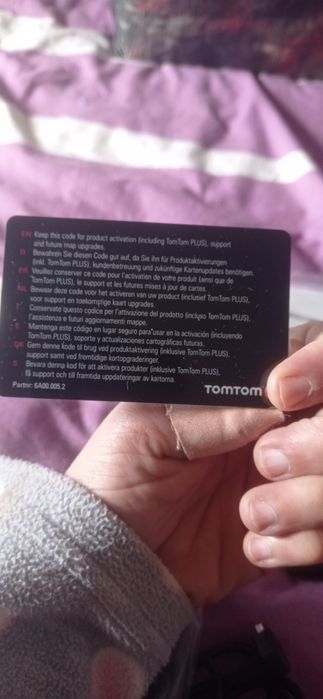 EN Keep this code for product activation (including TomTom PLUS), support
and future map upgrades.
D Bewahren Sie diesen Code gut auf, da Sie ihn für Produktaktivierungen
(inkl. TomTom PLUS), kundenbetreuung und zukünftige Kartenupdates benötigen.
FR Veuillez conserver ce code pour l'activation de votre produit (ainsi que de
TomTom PLUS), le support et les futures mises à jour de cartes.
NL Bewaar deze code voor het activeren van uw product (inclusief TomTom PLUS),
voor support en toekomstige kaart upgrades.
I Conservate questo codice per l'attivazione del prodotto (incluso TomTom PLUS),
l'assistenza e futuri aggiornamenti mappe.
E Mantenga este código en lugar seguro para usar en la activación (incluyendo
TomTom PLUS), soporte y actualizaciones cartográficas futuras.
DK Gem denne kode til brug ved produktaktivering (inklusive TomTom PLUS),
support samt ved fremtidige kortopgraderinger.
S Bevara denna kod för att aktivera produkter (inklusive TomTom PLUS),
få support och till framtida uppdateringar av kartorna.
Partnr: 6A00.005.2
TOMTOM